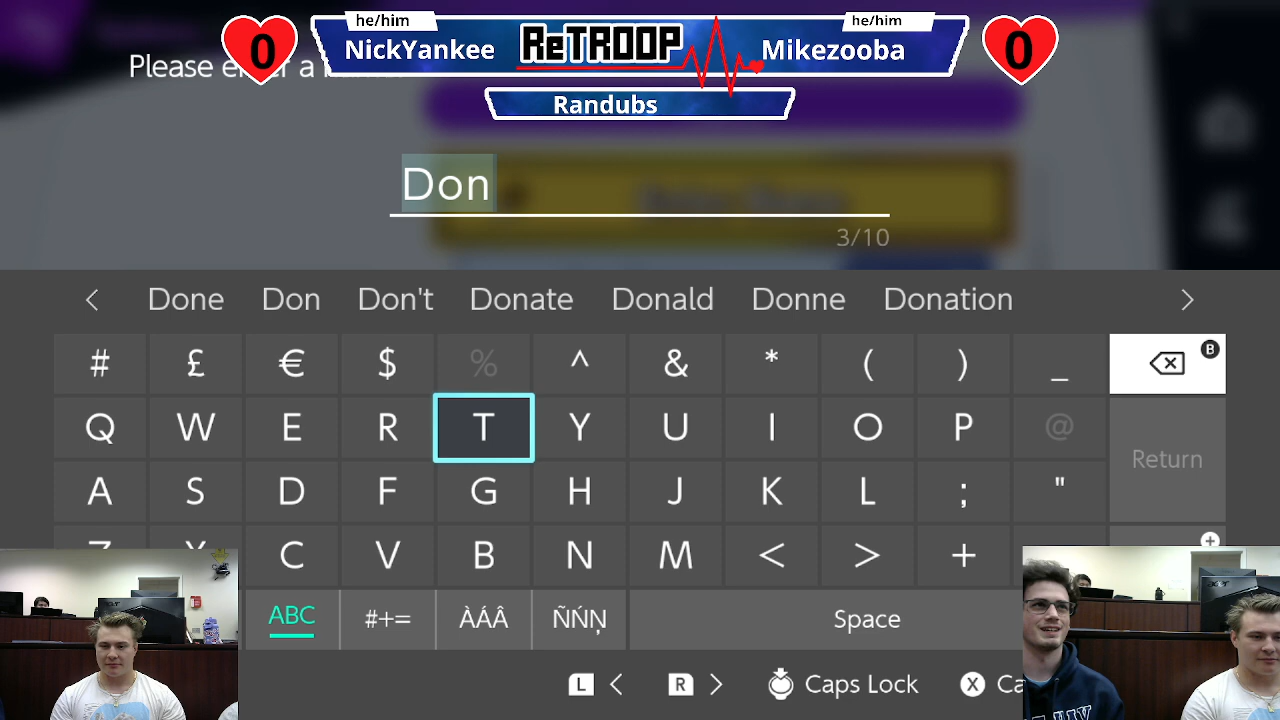 he/him
he/him
0
NickYankee
ReTROOP
Mikezooba
0
Please
Randubs
Don
3/10
< Done Don Don't Donate Donald Donne Donation >
# £ € $ % ^ & * ( ) _ B
Q W E R T Y U I O P @
Return
A S D F G H J K L ; "
C V B N M < > + +
ABC #+= ÀÁÂ ÑŃŅ Space
L < R > Caps Lock X Ca